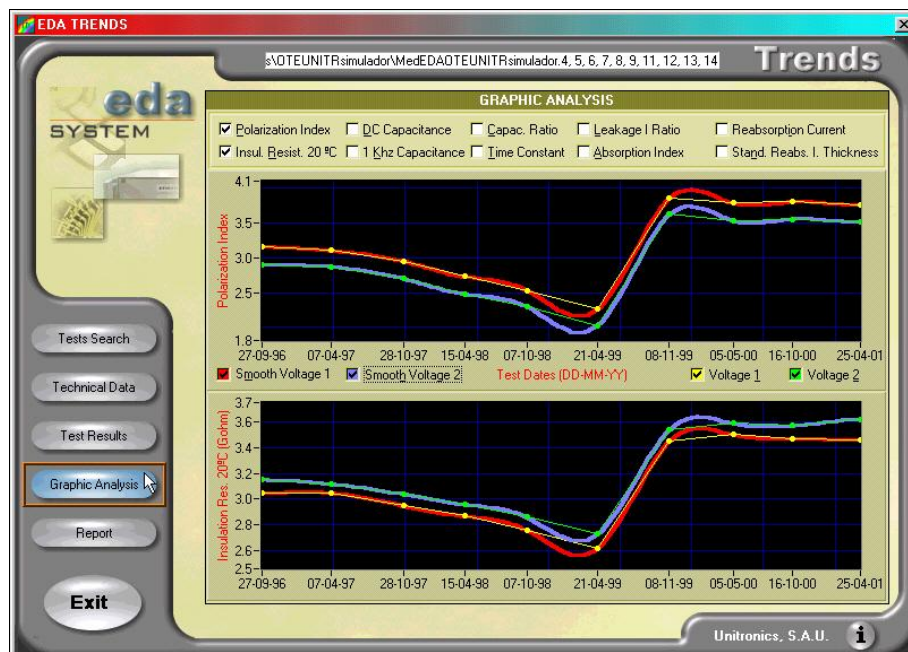 EDA TRENDS
s\OTEUNITRsimulador\MedEDAOTEUNITRsimulador.4, 5, 6, 7, 8, 9, 11, 12, 13, 14
Trends
eda
SYSTEM
GRAPHIC ANALYSIS
Polarization Index DC Capacitance Capac. Ratio Leakage I Ratio Reabsorption Current
Insul. Resist. 20 ºC 1 Khz Capacitance Time Constant Absorption Index Stand. Reabs. I. Thickness
Polarization Index
4.1
3.5
3.0
2.5
1.8
27-09-96 07-04-97 28-10-97 15-04-98 07-10-98 21-04-99 08-11-99 05-05-00 16-10-00 25-04-01
Smooth Voltage 1 Smooth Voltage 2 Test Dates (DD-MM-YY) Voltage 1 Voltage 2
Insulation Res. 20ºC (Gohm)
3.7
3.6
3.4
3.2
3.0
2.8
2.6
2.5
27-09-96 07-04-97 28-10-97 15-04-98 07-10-98 21-04-99 08-11-99 05-05-00 16-10-00 25-04-01
Tests Search
Technical Data
Test Results
Graphic Analysis
Report
Exit
Unitronics, S.A.U. i